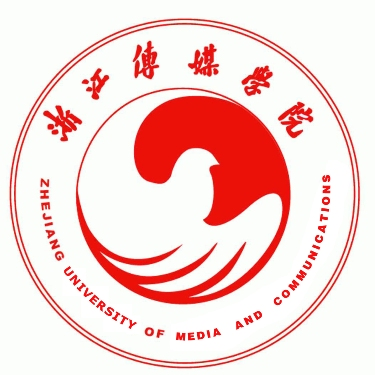 浙江傳媒學院
ZHEJIANG UNIVERSITY OF MEDIA AND COMMUNICATIONS